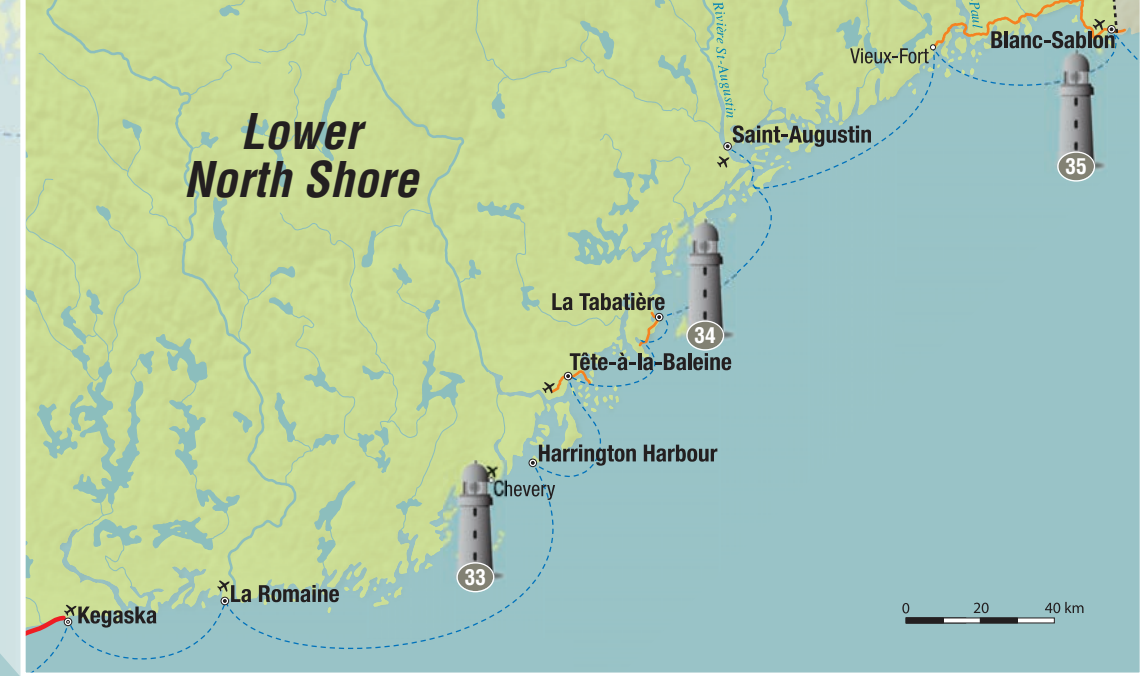 Rivière St-Augustin
Paul
Blanc-Sablon
Vieux-Fort
Saint-Augustin
35
Lower
North Shore
La Tabatière
34
Tête-à-la-Baleine
Harrington Harbour
Chevery
33
La Romaine
Kegaska
0 20 40 km